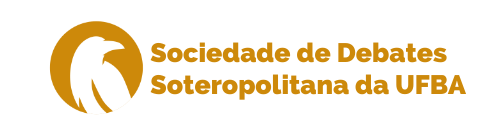 Sociedade de Debates
Soteropolitana da UFBA